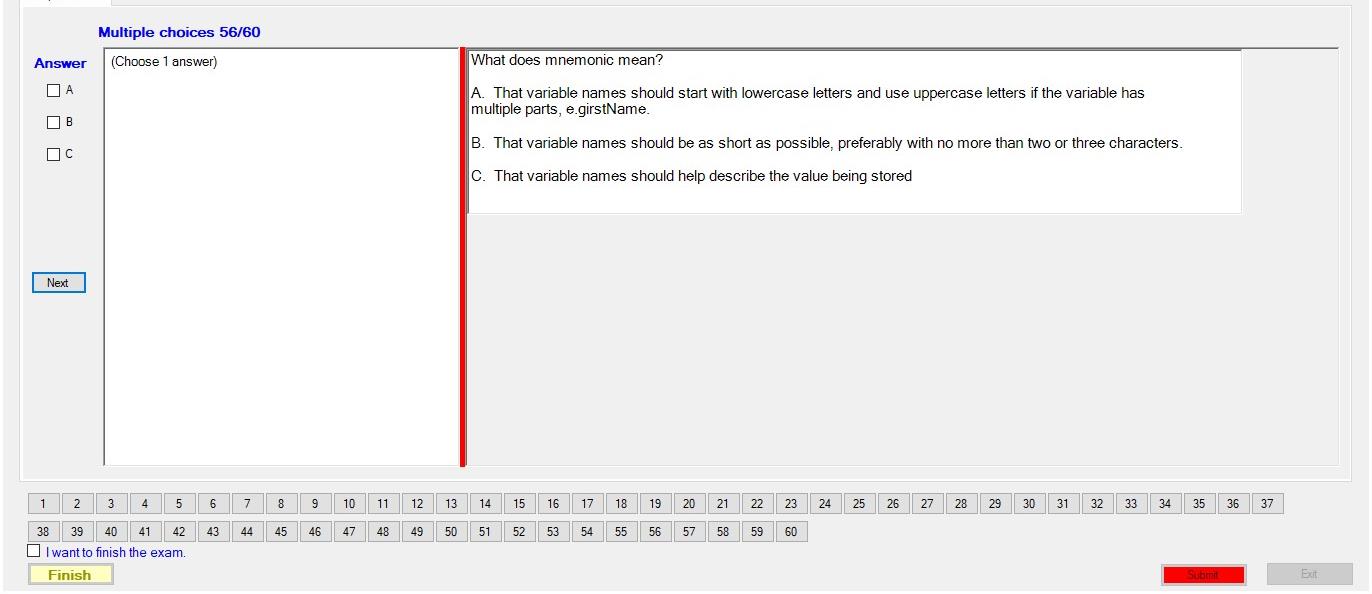 Multiple choices 56/60
Answer
(Choose 1 answer)
A
B
C
Next
What does mnemonic mean?
A. That variable names should start with lowercase letters and use uppercase letters if the variable has
multiple parts, e.girstName.
B. That variable names should be as short as possible, preferably with no more than two or three characters.
C. That variable names should help describe the value being stored
1 2 3 4 5 6 7 8 9 10 11 12 13 14 15 16 17 18 19 20 21 22 23 24 25 26 27 28 29 30 31 32 33 34 35 36 37
38 39 40 41 42 43 44 45 46 47 48 49 50 51 52 53 54 55 56 57 58 59 60
I want to finish the exam.
Finish
Submit
Exit